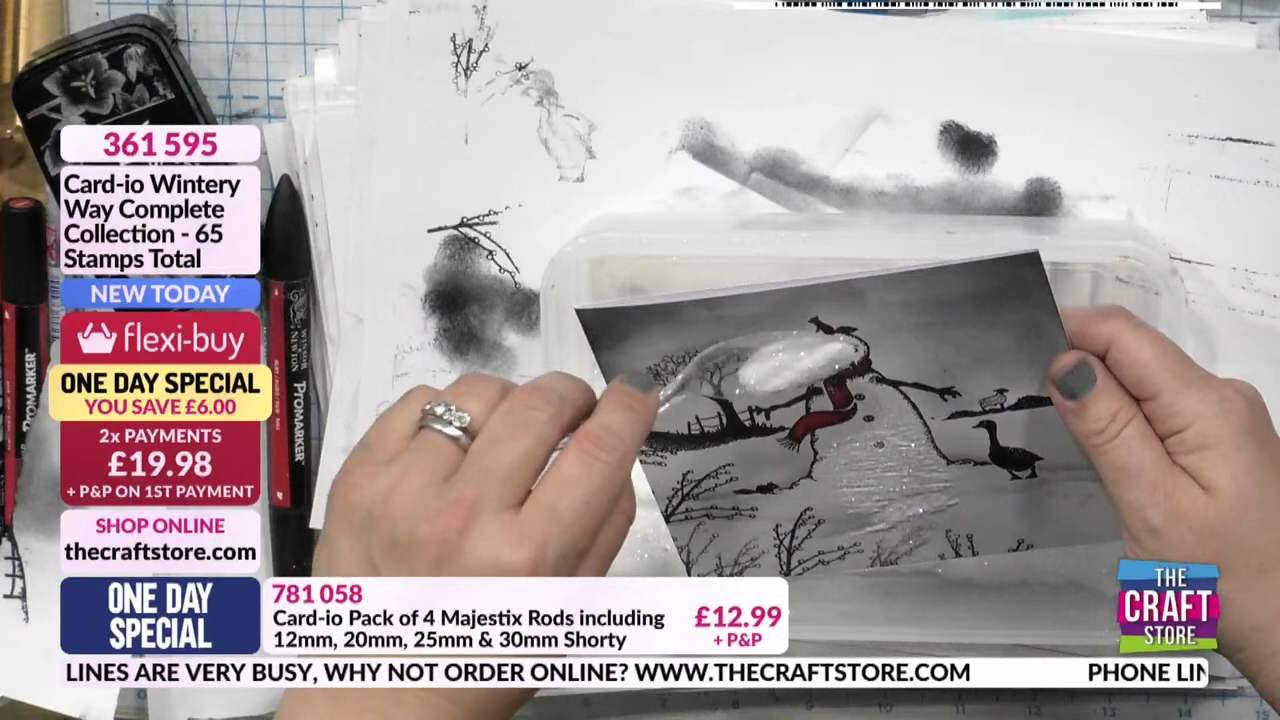 361 595
Card-io Wintery
Way Complete
Collection - 65
Stamps Total
NEW TODAY
flexi-buy
ONE DAY SPECIAL
YOU SAVE £6.00
2x PAYMENTS
£19.98
+ P&P ON 1ST PAYMENT
SHOP ONLINE
thecraftstore.com
PROMARKER
WINSOR
NEWTON
PROMARKER
ONE DAY
SPECIAL
781 058
Card-io Pack of 4 Majestix Rods including
12mm, 20mm, 25mm & 30mm Shorty
£12.99
+ P&P
THE
CRAFT
STORE
LINES ARE VERY BUSY, WHY NOT ORDER ONLINE? WWW.THECRAFTSTORE.COM
PHONE LIN